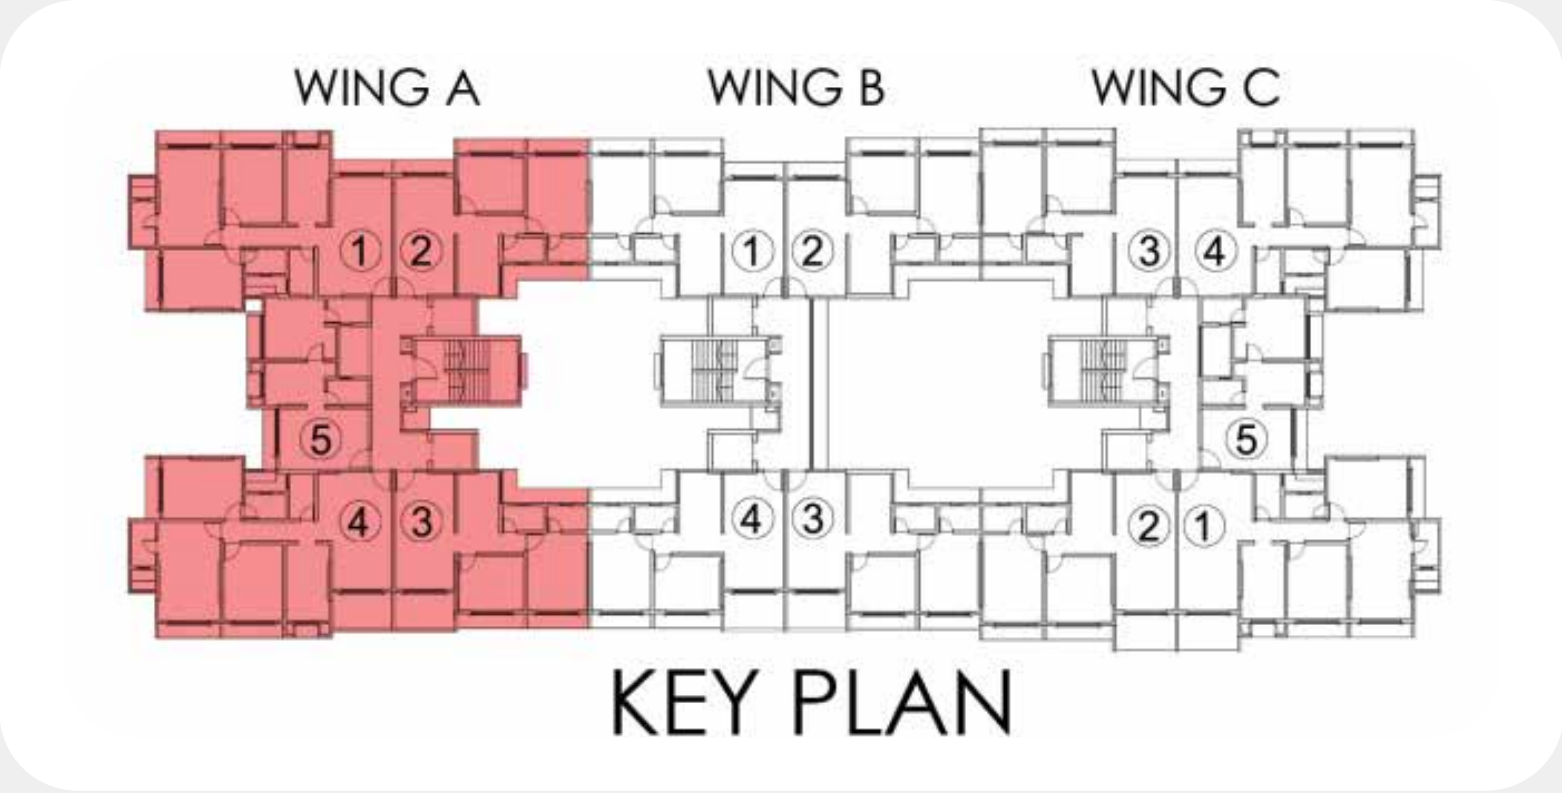 WING A WING B WING C
1 2 1 2 3 4
5 5
4 3 4 3 2 1
KEY PLAN